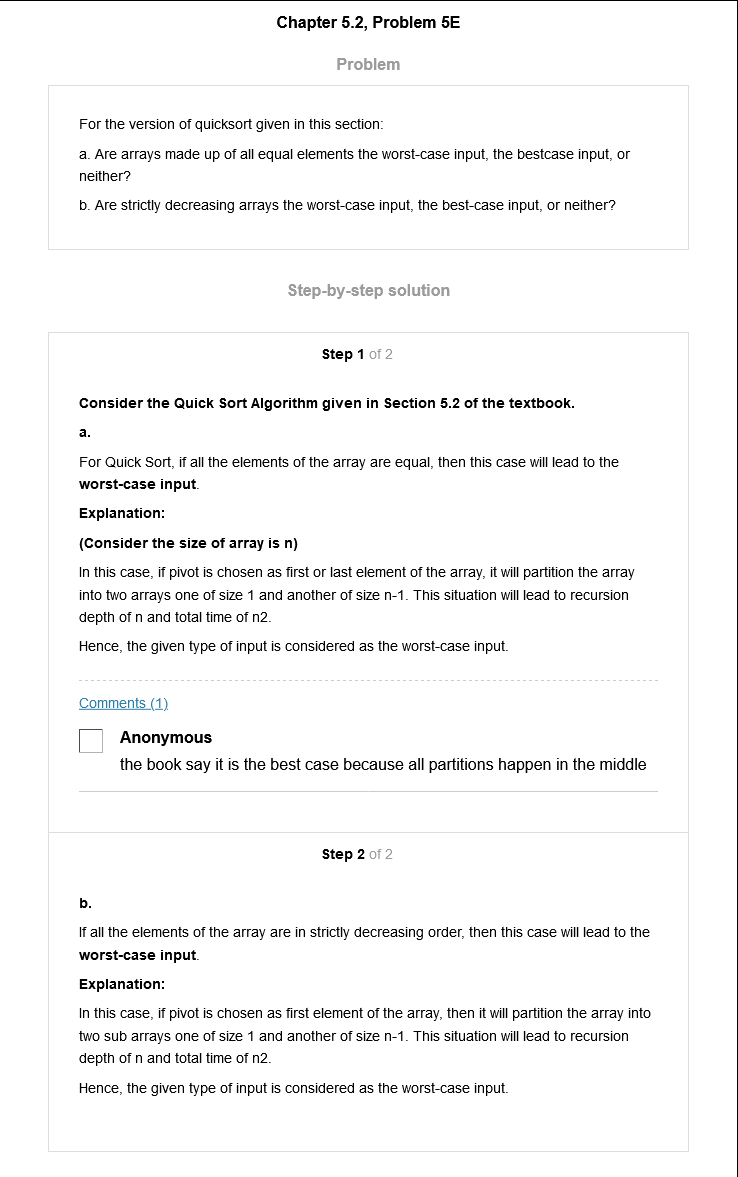 Chapter 5.2, Problem 5E
Problem
For the version of quicksort given in this section:
a. Are arrays made up of all equal elements the worst-case input, the bestcase input, or
neither?
b. Are strictly decreasing arrays the worst-case input, the best-case input, or neither?
Step-by-step solution
Step 1 of 2
Consider the Quick Sort Algorithm given in Section 5.2 of the textbook.
a.
For Quick Sort, if all the elements of the array are equal, then this case will lead to the
worst-case input.
Explanation:
(Consider the size of array is n)
In this case, if pivot is chosen as first or last element of the array, it will partition the array
into two arrays one of size 1 and another of size n-1. This situation will lead to recursion
depth of n and total time of n2.
Hence, the given type of input is considered as the worst-case input.
Comments (1)
Anonymous
the book say it is the best case because all partitions happen in the middle
Step 2 of 2
b.
If all the elements of the array are in strictly decreasing order, then this case will lead to the
worst-case input.
Explanation:
In this case, if pivot is chosen as first element of the array, then it will partition the array into
two sub arrays one of size 1 and another of size n-1. This situation will lead to recursion
depth of n and total time of n2.
Hence, the given type of input is considered as the worst-case input.